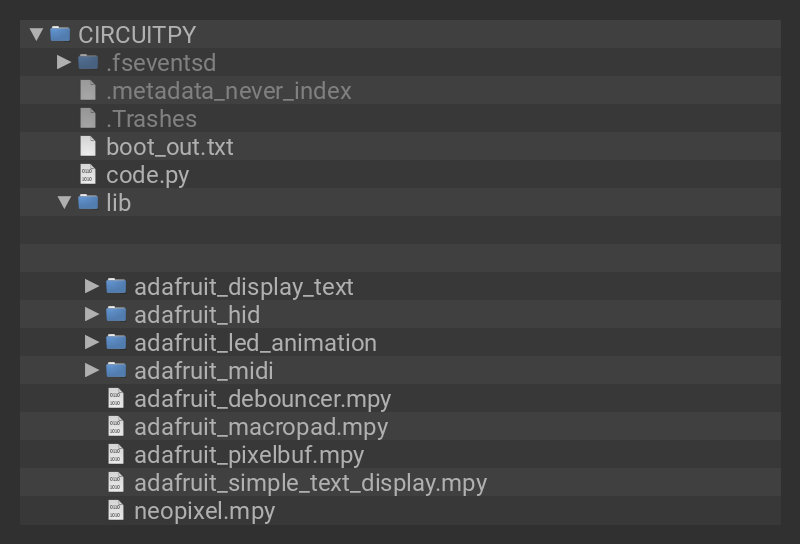 CIRCUITPY
.fseventsd
.metadata_never_index
.Trashes
boot_out.txt
code.py
lib
adafruit_display_text
adafruit_hid
adafruit_led_animation
adafruit_midi
adafruit_debouncer.mpy
adafruit_macropad.mpy
adafruit_pixelbuf.mpy
adafruit_simple_text_display.mpy
neopixel.mpy